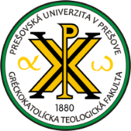 PREŠOVSKÁ UNIVERZITA V PREŠOVE
α ω
1880
GRÉCKOKATOLÍCKA TEOLOGICKÁ FAKULTA